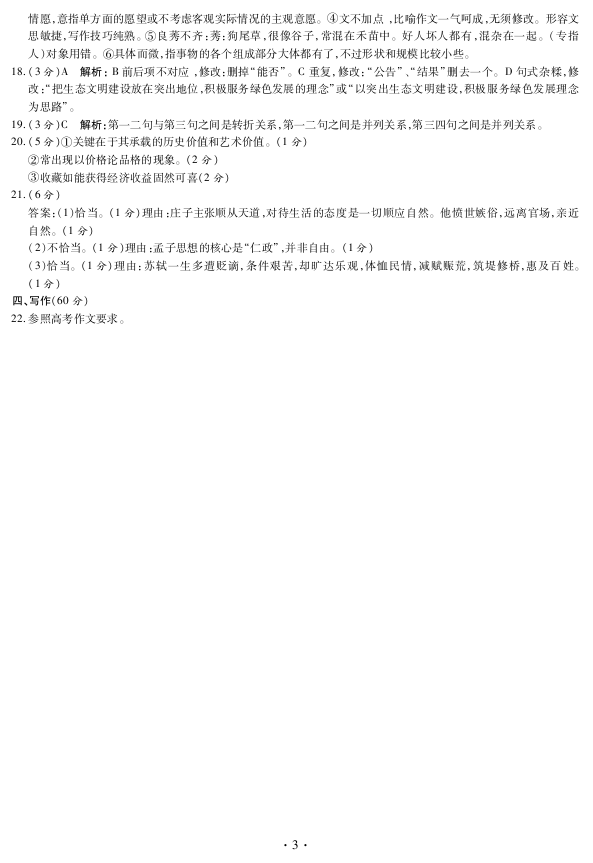 情愿,意指单方面的愿望或不考虑客观实际情况的主观意愿。④文不加点 ,比喻作文一气呵成,无须修改。形容文
思敏捷,写作技巧纯熟。⑤良莠不齐:莠:狗尾草,很像谷子,常混在禾苗中。好人坏人都有,混杂在一起。(专指
人)对象用错。⑥具体而微,指事物的各个组成部分大体都有了,不过形状和规模比较小些。
18.(3 分)A 解析: B 前后项不对应 ,修改:删掉“能否”。C 重复,修改:“公告”、“结果”删去一个。D 句式杂糅,修
改:“把生态文明建设放在突出地位,积极服务绿色发展的理念”或“以突出生态文明建设,积极服务绿色发展理念
为思路”。
19.(3 分)C 解析:第一二句与第三句之间是转折关系,第一二句之间是并列关系,第三四句之间是并列关系。
20.(5 分)①关键在于其承载的历史价值和艺术价值。(1 分)
②常出现以价格论品格的现象。(2 分)
③收藏如能获得经济收益固然可喜(2 分)
21.(6 分)
答案:(1)恰当。(1 分)理由:庄子主张顺从天道,对待生活的态度是一切顺应自然。他愤世嫉俗,远离官场,亲近
自然。(1 分)
(2)不恰当。(1 分)理由:孟子思想的核心是“仁政”,并非自由。(1 分)
(3)恰当。(1 分)理由:苏轼一生多遭贬谪,条件艰苦,却旷达乐观,体恤民情,减赋赈荒,筑堤修桥,惠及百姓。
(1 分)
四、写作(60 分)
22.参照高考作文要求。
· 3 ·